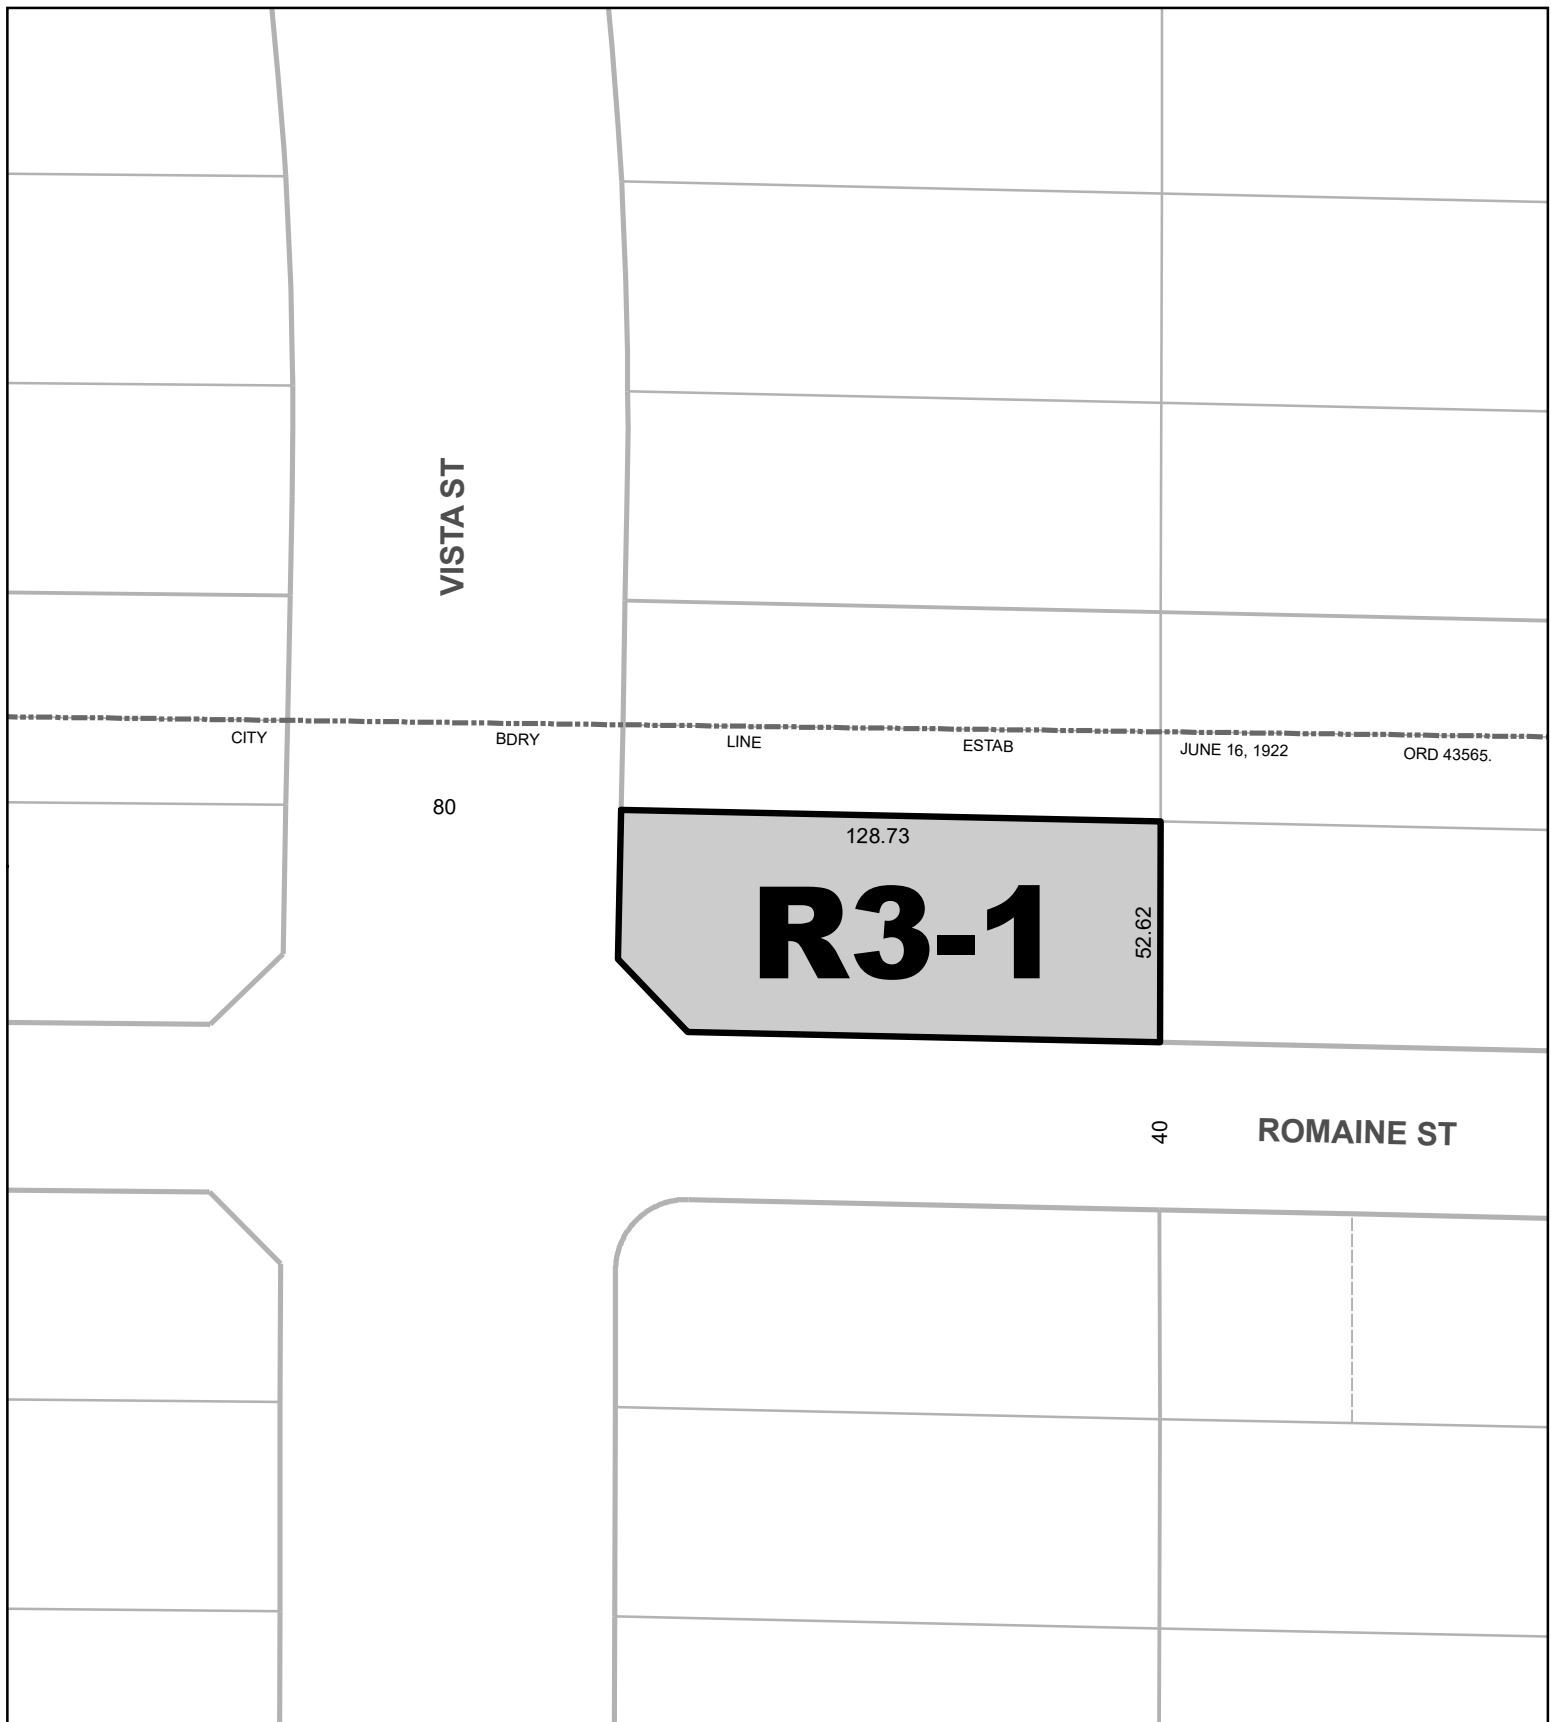 VISTA ST
CITY BDRY LINE ESTAB JUNE 16, 1922 ORD 43565.
80
128.73
R3-1
52.62
40
ROMAINE ST